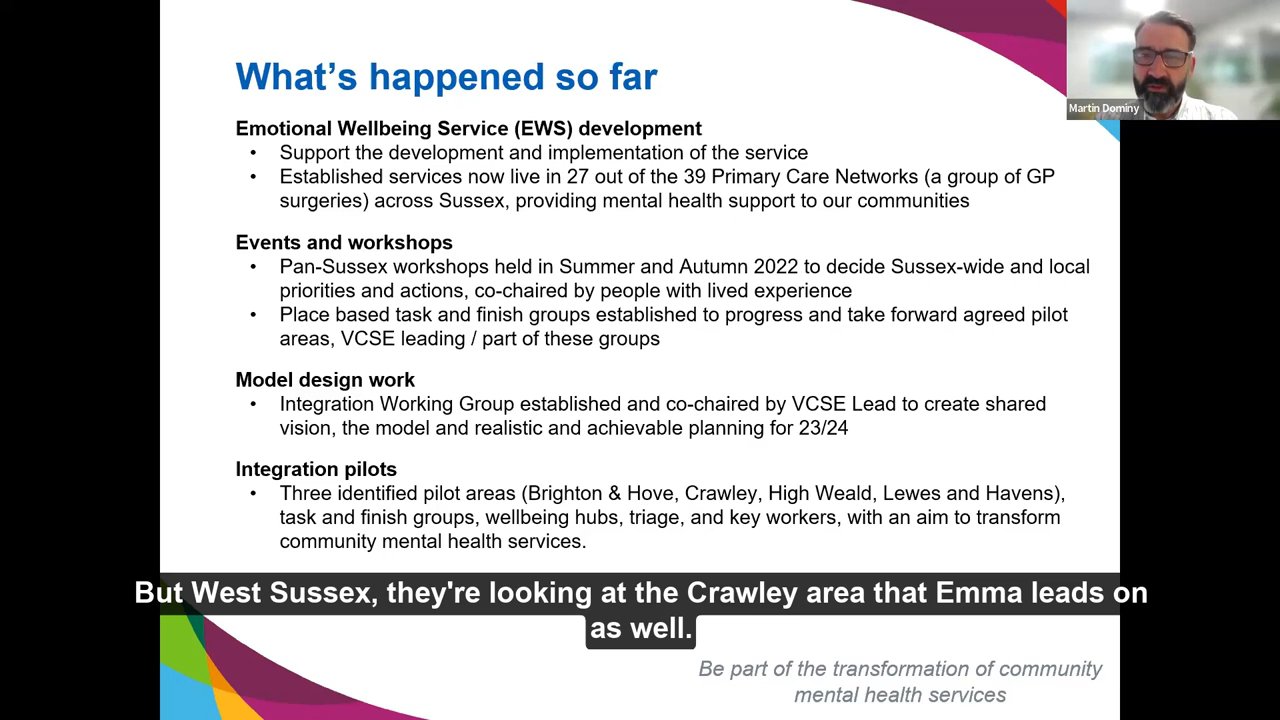 What’s happened so far
Martin Dominy
Emotional Wellbeing Service (EWS) development
• Support the development and implementation of the service
• Established services now live in 27 out of the 39 Primary Care Networks (a group of GP
surgeries) across Sussex, providing mental health support to our communities
Events and workshops
• Pan-Sussex workshops held in Summer and Autumn 2022 to decide Sussex-wide and local
priorities and actions, co-chaired by people with lived experience
• Place based task and finish groups established to progress and take forward agreed pilot
areas, VCSE leading / part of these groups
Model design work
• Integration Working Group established and co-chaired by VCSE Lead to create shared
vision, the model and realistic and achievable planning for 23/24
Integration pilots
• Three identified pilot areas (Brighton & Hove, Crawley, High Weald, Lewes and Havens),
task and finish groups, wellbeing hubs, triage, and key workers, with an aim to transform
community mental health services.
But West Sussex, they're looking at the Crawley area that Emma leads on
as well.
Be part of the transformation of community
mental health services